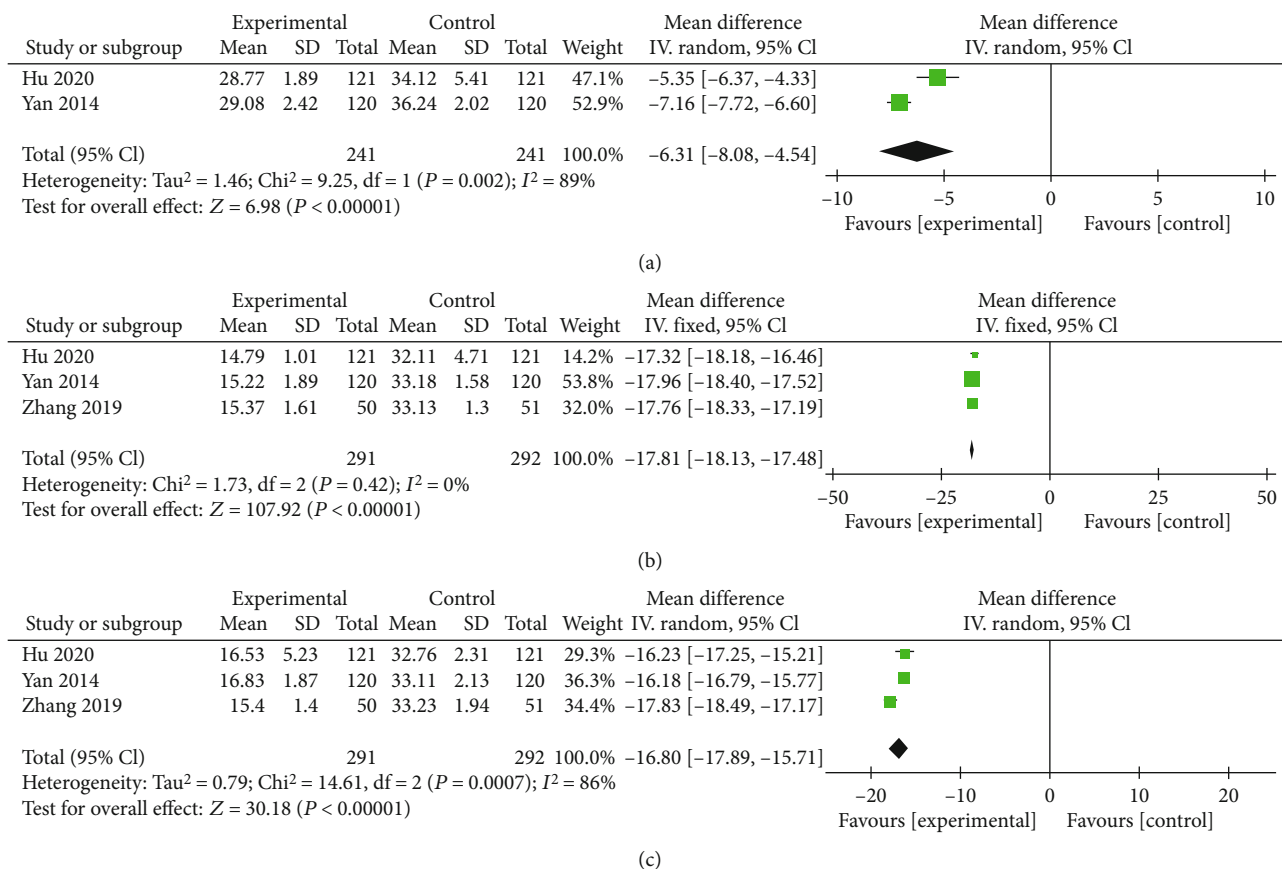 Experimental Control Mean difference Mean difference
Study or subgroup Mean SD Total Mean SD Total Weight IV. random, 95% Cl IV. random, 95% Cl
Hu 2020 28.77 1.89 121 34.12 5.41 121 47.1% −5.35 [−6.37, −4.33]
Yan 2014 29.08 2.42 120 36.24 2.02 120 52.9% −7.16 [−7.72, −6.60]
Total (95% Cl) 241 241 100.0% −6.31 [−8.08, −4.54]
Heterogeneity: Tau² = 1.46; Chi² = 9.25, df = 1 (P = 0.002); I² = 89%
Test for overall effect: Z = 6.98 (P < 0.00001)
−10 −5 0 5 10
Favours [experimental] Favours [control]
(a)
Experimental Control Mean difference Mean difference
Study or subgroup Mean SD Total Mean SD Total Weight IV. fixed, 95% Cl IV. fixed, 95% Cl
Hu 2020 14.79 1.01 121 32.11 4.71 121 14.2% −17.32 [−18.18, −16.46]
Yan 2014 15.22 1.89 120 33.18 1.58 120 53.8% −17.96 [−18.40, −17.52]
Zhang 2019 15.37 1.61 50 33.13 1.3 51 32.0% −17.76 [−18.33, −17.19]
Total (95% Cl) 291 292 100.0% −17.81 [−18.13, −17.48]
Heterogeneity: Chi² = 1.73, df = 2 (P = 0.42); I² = 0%
Test for overall effect: Z = 107.92 (P < 0.00001)
−50 −25 0 25 50
Favours [experimental] Favours [control]
(b)
Experimental Control Mean difference Mean difference
Study or subgroup Mean SD Total Mean SD Total Weight IV. random, 95% Cl IV. random, 95% Cl
Hu 2020 16.53 5.23 121 32.76 2.31 121 29.3% −16.23 [−17.25, −15.21]
Yan 2014 16.83 1.87 120 33.11 2.13 120 36.3% −16.18 [−16.79, −15.77]
Zhang 2019 15.4 1.4 50 33.23 1.94 51 34.4% −17.83 [−18.49, −17.17]
Total (95% Cl) 291 292 100.0% −16.80 [−17.89, −15.71]
Heterogeneity: Tau² = 0.79; Chi² = 14.61, df = 2 (P = 0.0007); I² = 86%
Test for overall effect: Z = 30.18 (P < 0.00001)
−20 −10 0 10 20
Favours [experimental] Favours [control]
(c)